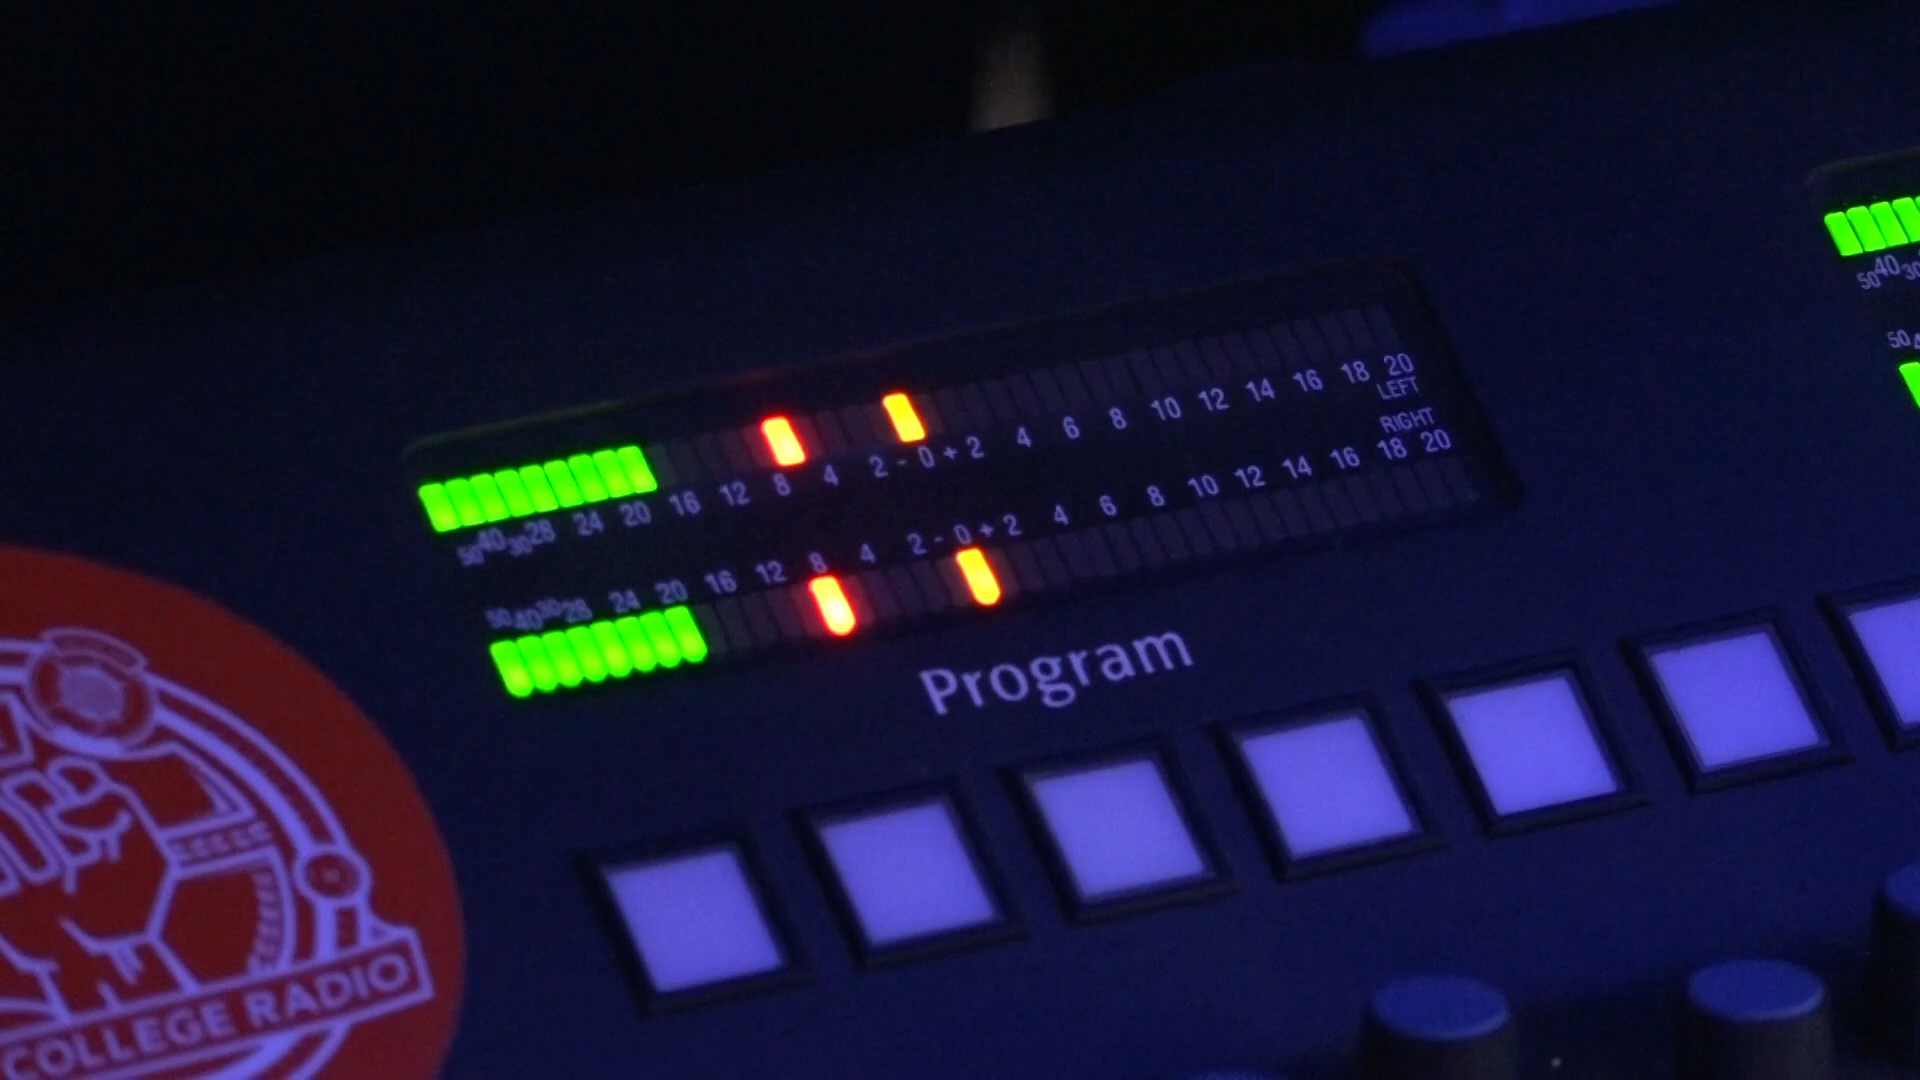 50 40 30 28 24 20 16 12 8 4 2 - 0 + 2 4 6 8 10 12 14 16 18 20
LEFT
RIGHT
50 40 30 28 24 20 16 12 8 4 2 - 0 + 2 4 6 8 10 12 14 16 18 20
Program
COLLEGE RADIO
50 40 30
50